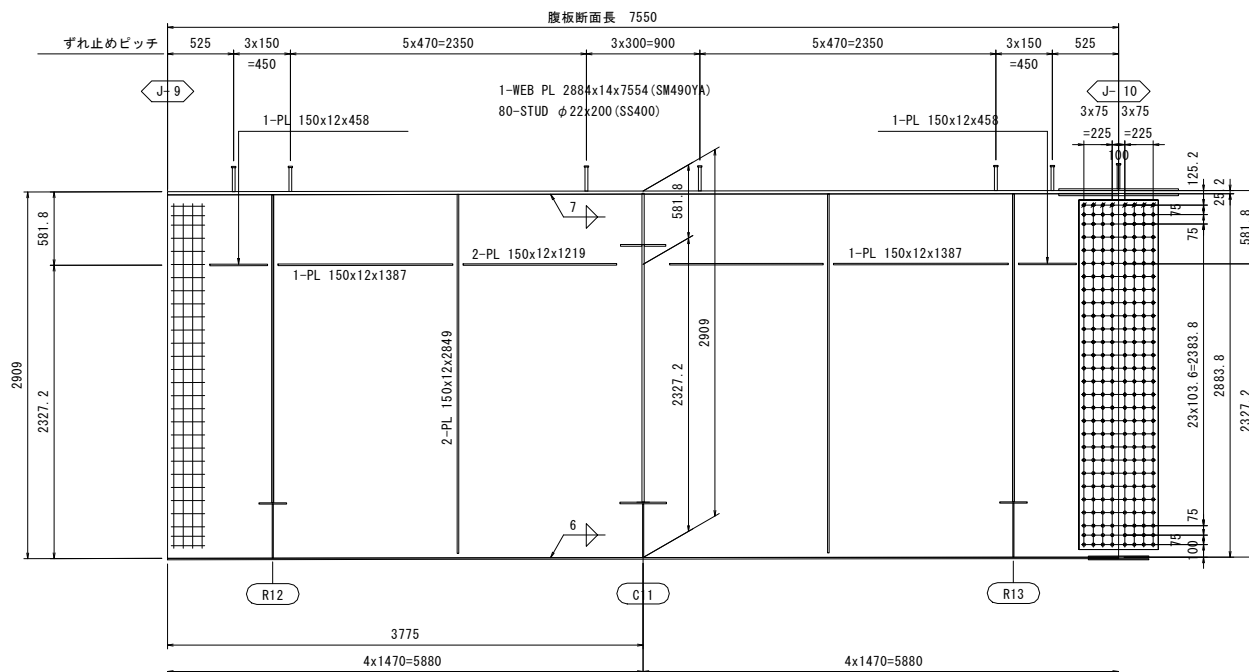 腹板断面長 7550
ずれ止めピッチ 525 3x150 5x470=2350 3x300=900 5x470=2350 3x150 525
=450 =450
J-9
J-10
1-WEB PL 2884x14x7554(SM490YA)
80-STUD φ22x200(SS400)
3x75 3x75
=225 =225
100
1-PL 150x12x458
1-PL 150x12x458
125.2
25.2
75
75
581.8
581.8
581.8
7
2-PL 150x12x1219
1-PL 150x12x1387
1-PL 150x12x1387
2-PL 150x12x2849
2909
2327.2
2909
2327.2
23x103.6=2383.8
2883.8
2327.2
6
75
75
100
R12
C11
R13
3775
4x1470=5880
4x1470=5880